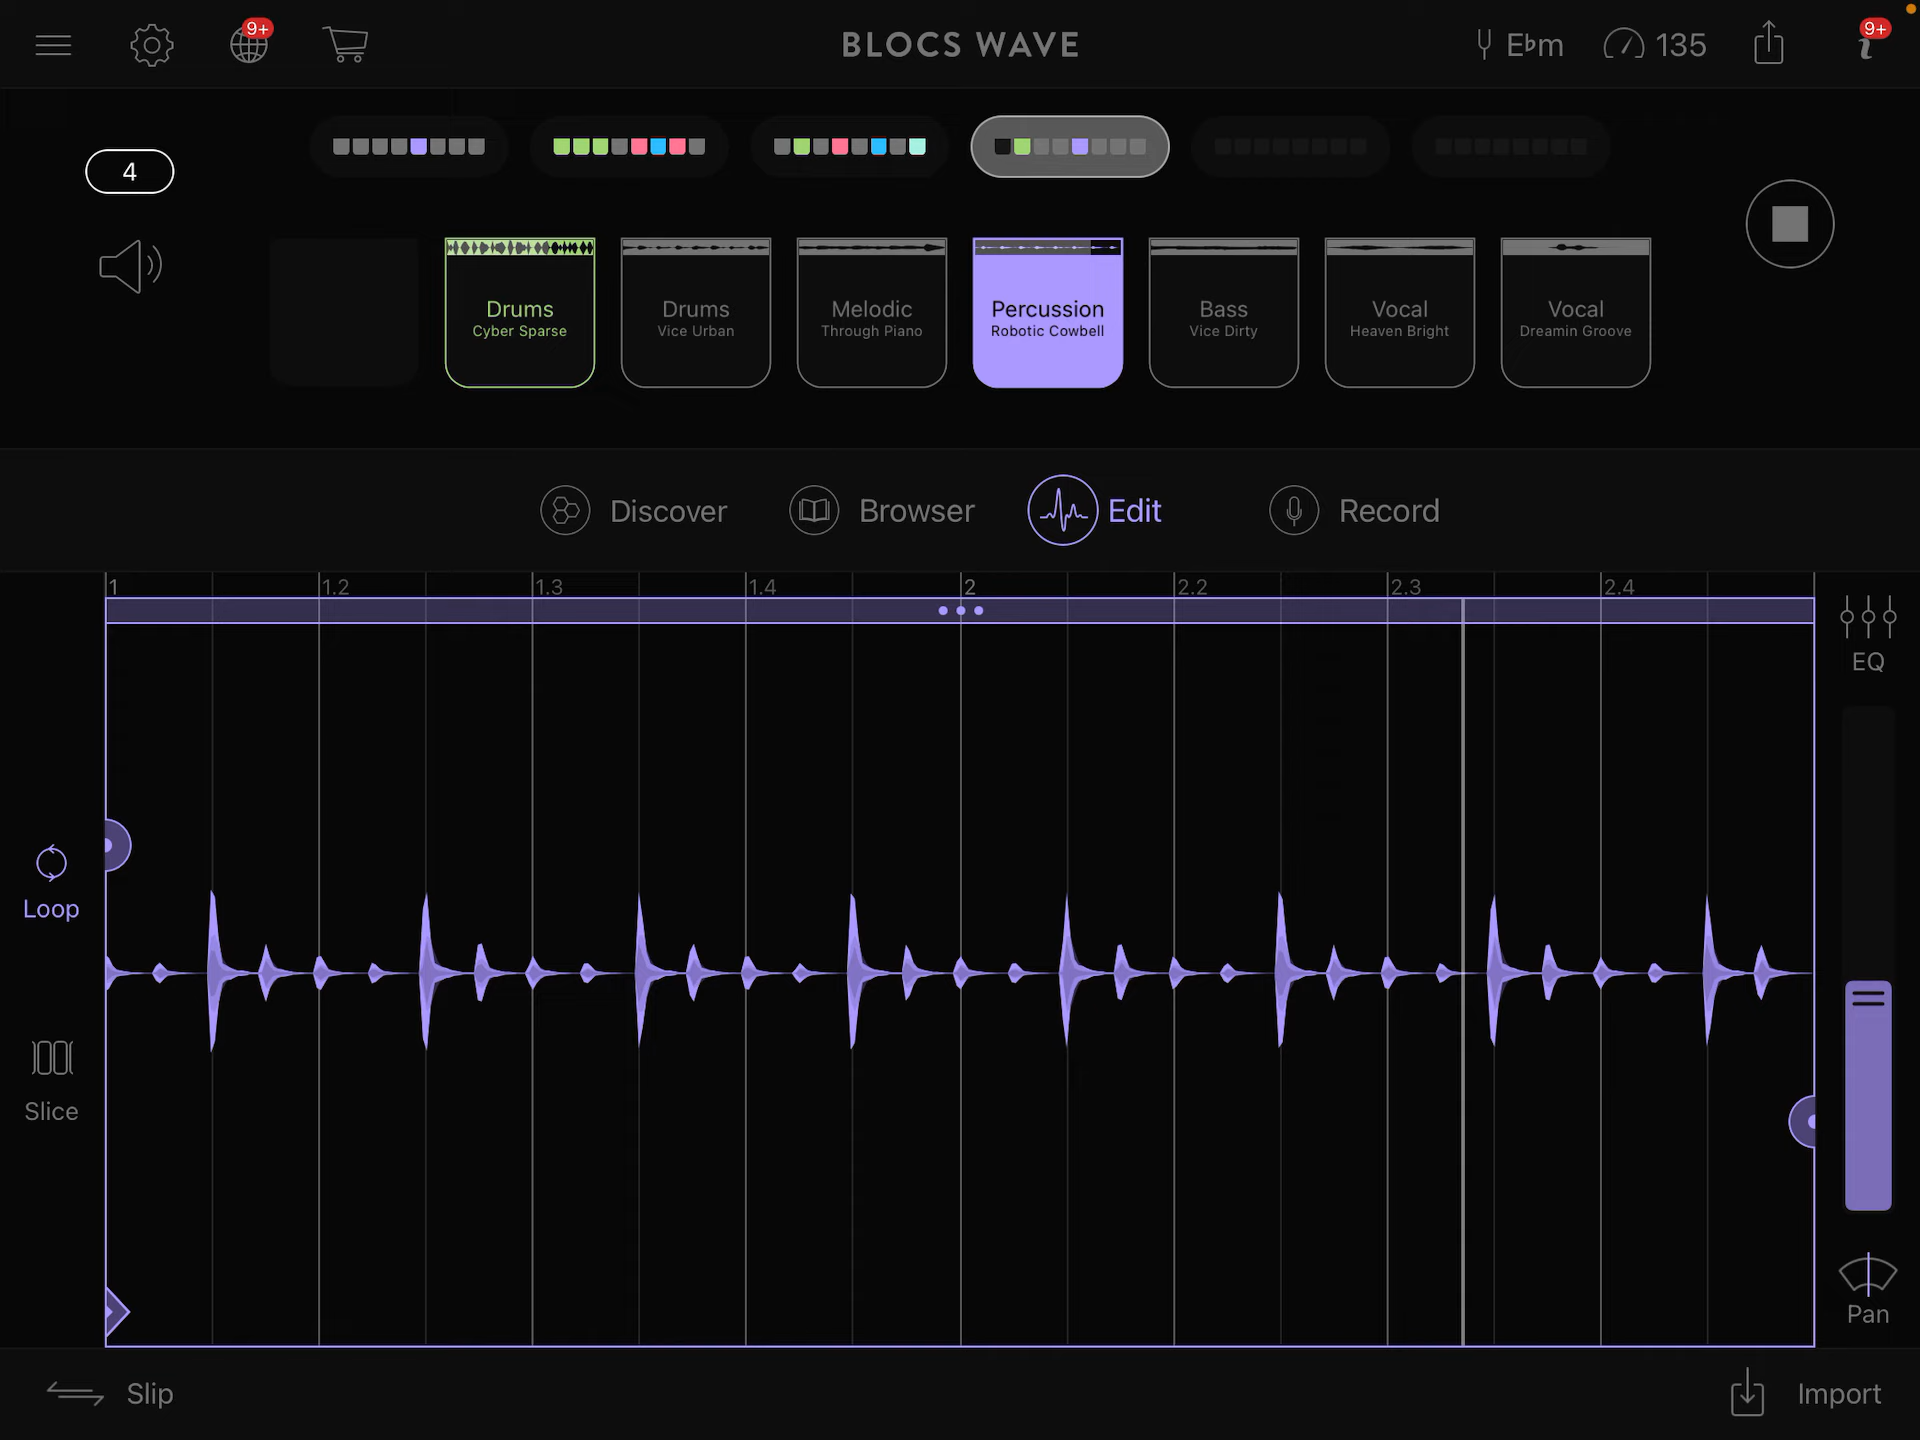 9+
BLOCS WAVE
E♭m
135
9+
4
Drums
Cyber Sparse
Drums
Vice Urban
Melodic
Through Piano
Percussion
Robotic Cowbell
Bass
Vice Dirty
Vocal
Heaven Bright
Vocal
Dreamin Groove
Discover
Browser
Edit
Record
1
1.2
1.3
1.4
2
2.2
2.3
2.4
EQ
Loop
Slice
Pan
Slip
Import